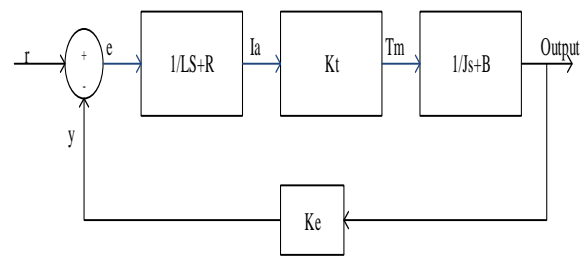 r
+
-
e
1/LS+R
Ia
Kt
Tm
1/Js+B
Output
y
Ke